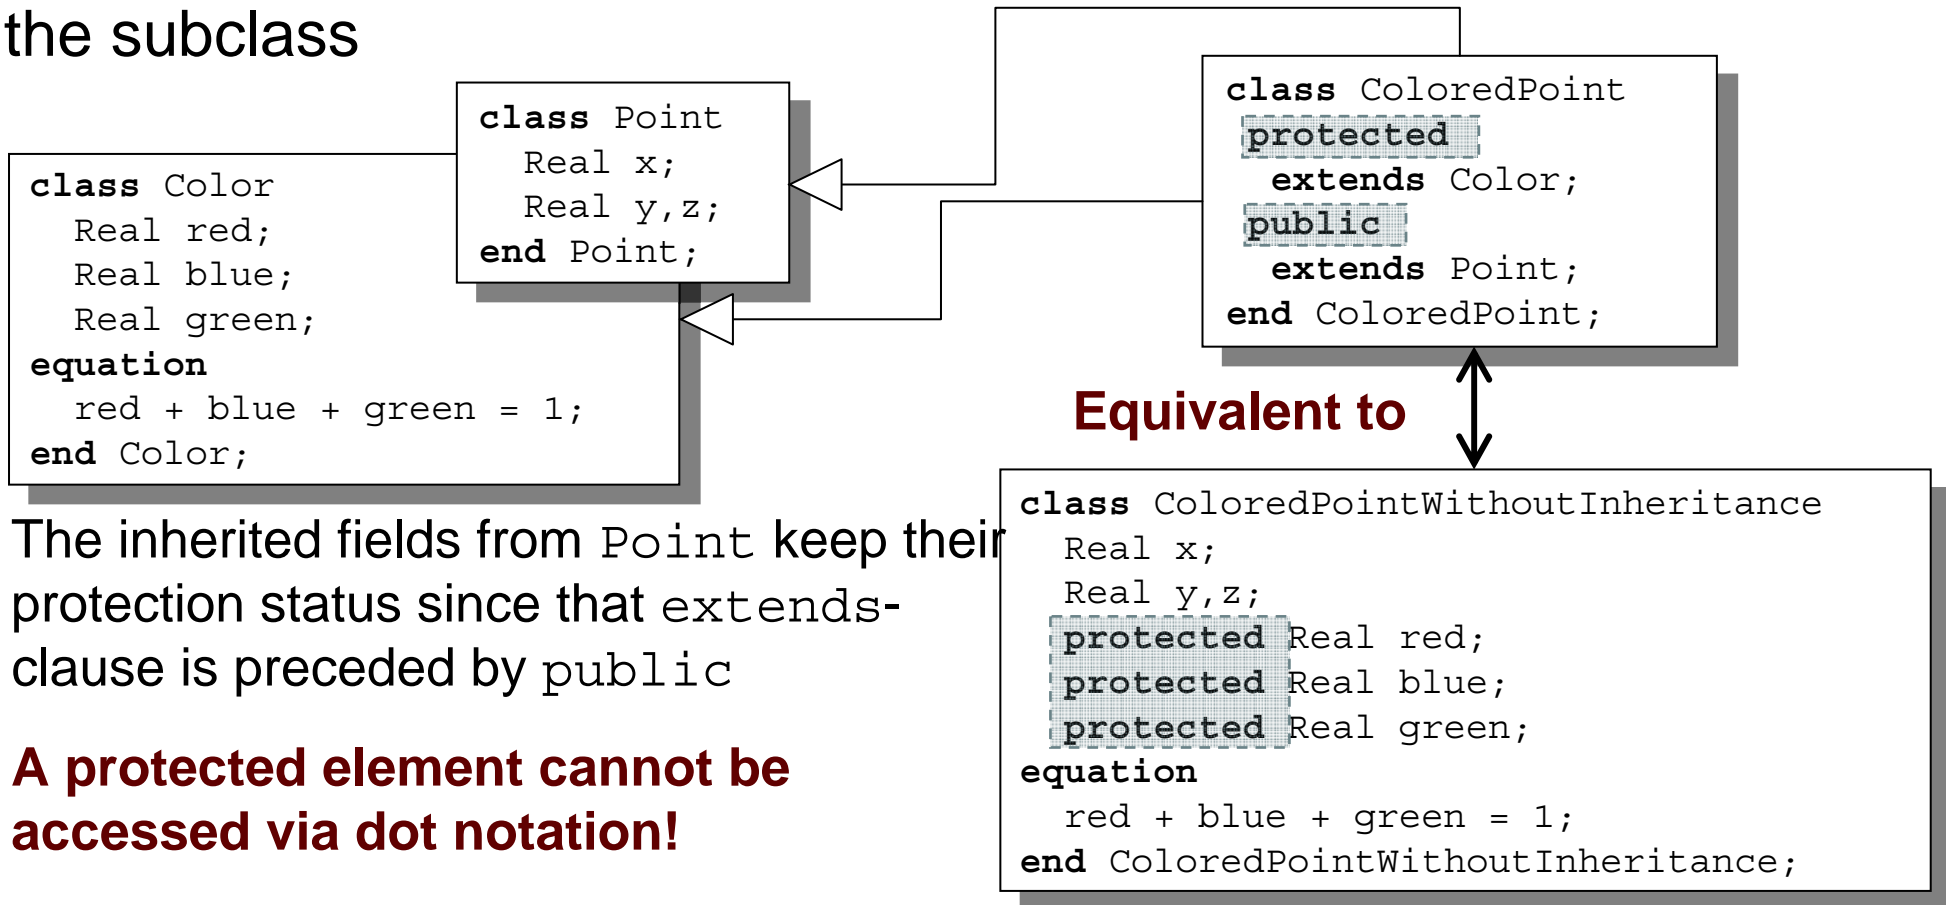 the subclass
class Point
Real x;
Real y,z;
end Point;
class Color
Real red;
Real blue;
Real green;
equation
red + blue + green = 1;
end Color;
class ColoredPoint
protected
extends Color;
public
extends Point;
end ColoredPoint;
Equivalent to
class ColoredPointWithoutInheritance
Real x;
Real y,z;
protected Real red;
protected Real blue;
protected Real green;
equation
red + blue + green = 1;
end ColoredPointWithoutInheritance;
The inherited fields from Point keep their
protection status since that extends-
clause is preceded by public
A protected element cannot be
accessed via dot notation!